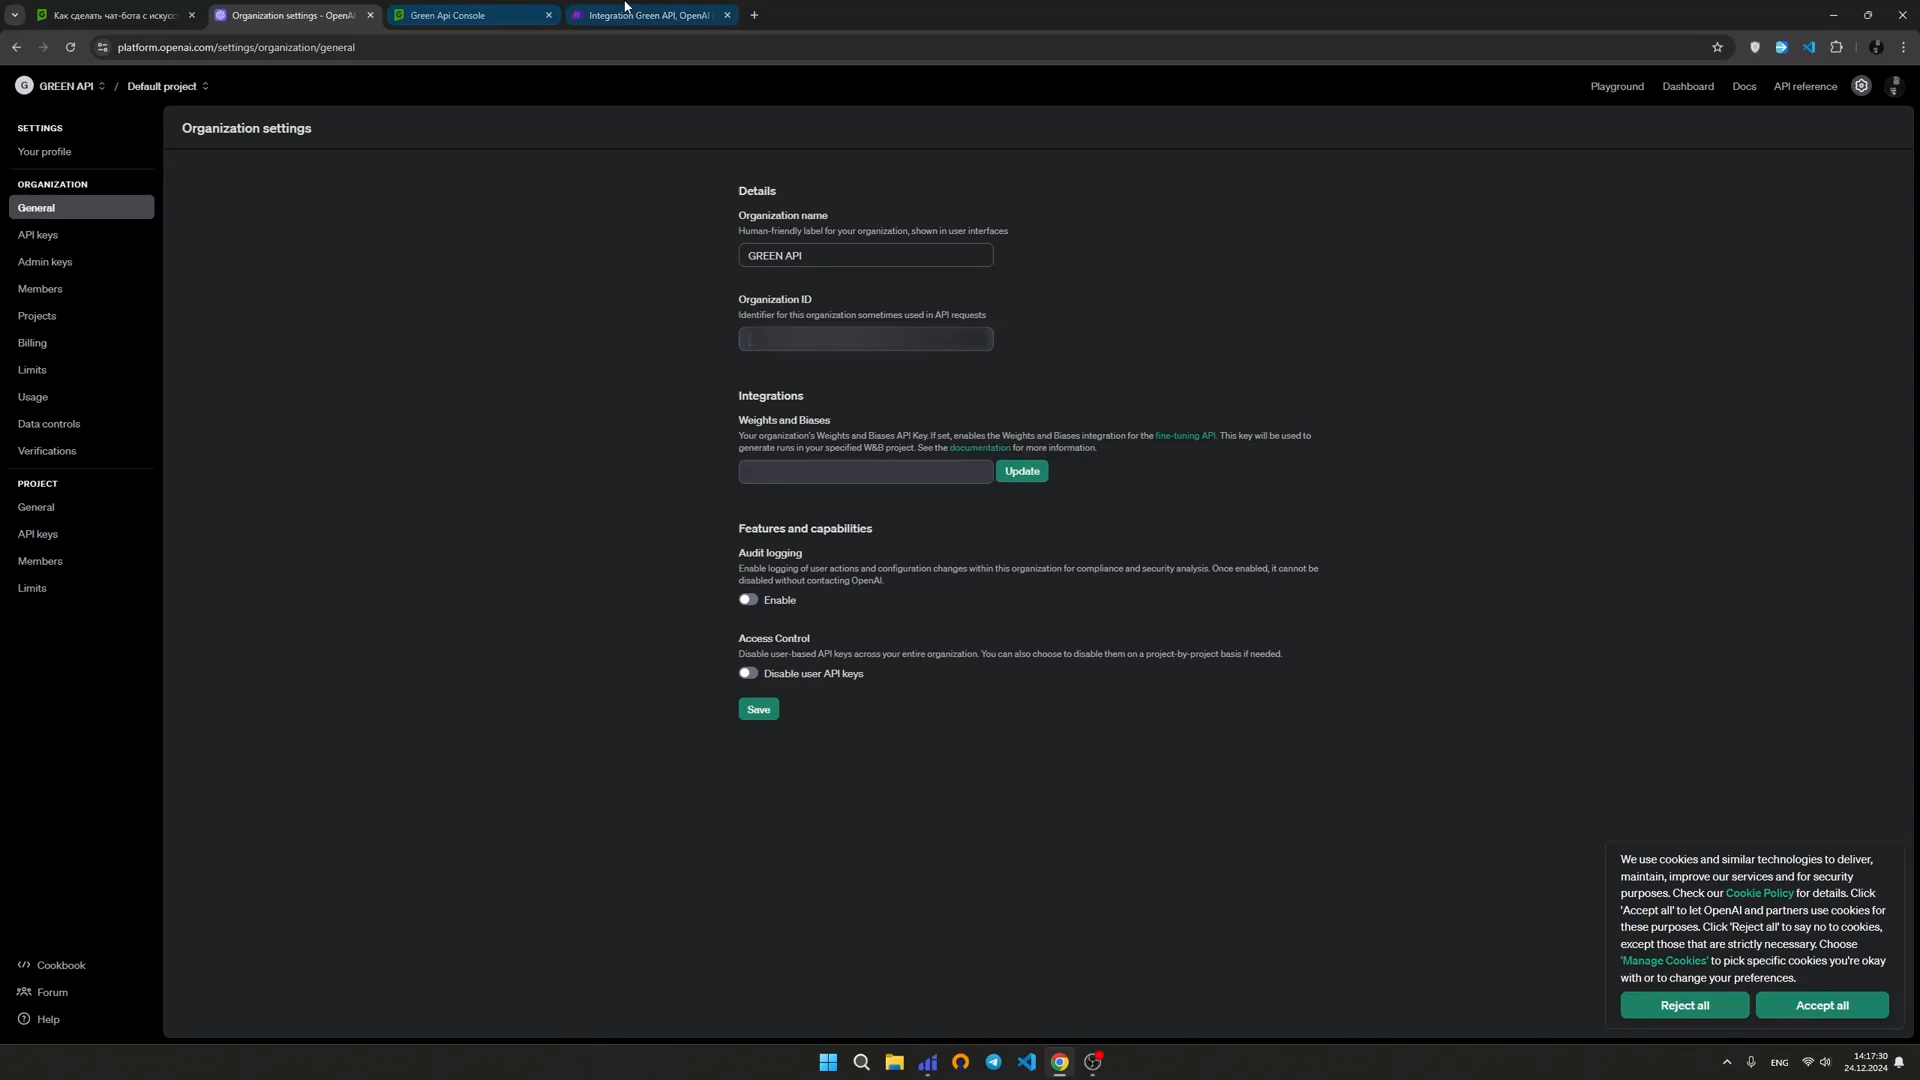 Как сделать чат-бота с искусс
Organization settings - OpenAI
Green Api Console
Integration Green API, OpenAI
platform.openai.com/settings/organization/general
G GREEN API / Default project
Playground
Dashboard
Docs
API reference
SETTINGS
Your profile
ORGANIZATION
General
API keys
Admin keys
Members
Projects
Billing
Limits
Usage
Data controls
Verifications
PROJECT
General
API keys
Members
Limits
Cookbook
Forum
Help
Organization settings
Details
Organization name
Human-friendly label for your organization, shown in user interfaces
GREEN API
Organization ID
Identifier for this organization sometimes used in API requests
Integrations
Weights and Biases
Your organization's Weights and Biases API Key. If set, enables the Weights and Biases integration for the fine-tuning API. This key will be used to
generate runs in your specified W&B project. See the documentation for more information.
Update
Features and capabilities
Audit logging
Enable logging of user actions and configuration changes within this organization for compliance and security analysis. Once enabled, it cannot be
disabled without contacting OpenAI.
Enable
Access Control
Disable user-based API keys across your entire organization. You can also choose to disable them on a project-by-project basis if needed.
Disable user API keys
Save
We use cookies and similar technologies to deliver,
maintain, improve our services and for security
purposes. Check our Cookie Policy for details. Click
'Accept all' to let OpenAI and partners use cookies for
these purposes. Click 'Reject all' to say no to cookies,
except those that are strictly necessary. Choose
'Manage Cookies' to pick specific cookies you're okay
with or to change your preferences.
Reject all
Accept all
ENG
14:17:30
24.12.2024